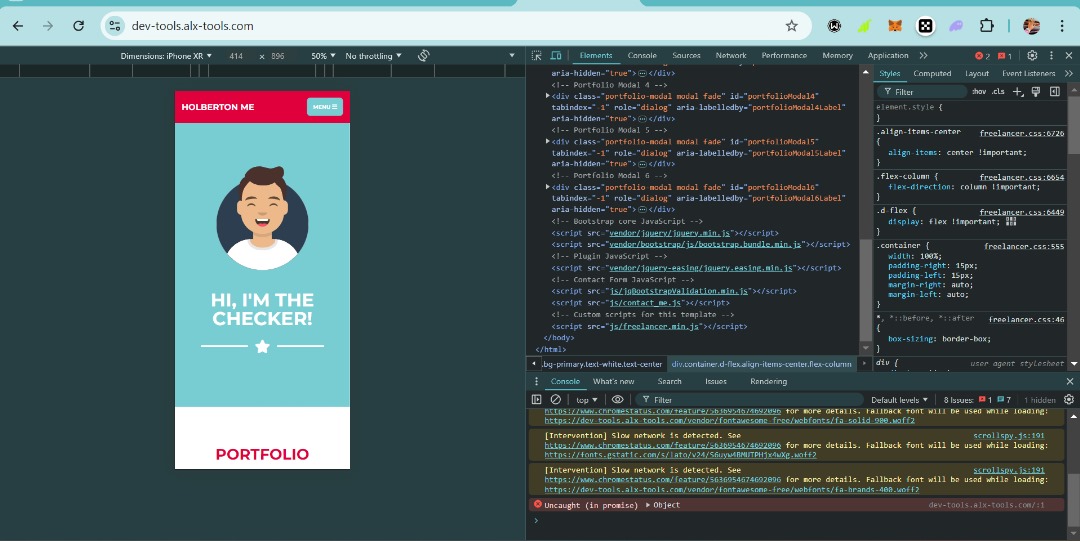 dev-tools.alx-tools.com
Dimensions: iPhone XR ▾ 414 × 896 50% ▾ No throttling ▾
HOLBERTON ME
MENU ☰
HI, I'M THE
CHECKER!
PORTFOLIO
Elements Console Sources Network Performance Memory Application » 2 1
aria-hidden="true">…</div>
<!-- Portfolio Modal 4 -->
<div class="portfolio-modal modal fade" id="portfolioModal4"
tabindex="-1" role="dialog" aria-labelledby="portfolioModal4Label"
aria-hidden="true">…</div>
<!-- Portfolio Modal 5 -->
<div class="portfolio-modal modal fade" id="portfolioModal5"
tabindex="-1" role="dialog" aria-labelledby="portfolioModal5Label"
aria-hidden="true">…</div>
<!-- Portfolio Modal 6 -->
<div class="portfolio-modal modal fade" id="portfolioModal6"
tabindex="-1" role="dialog" aria-labelledby="portfolioModal6Label"
aria-hidden="true">…</div>
<!-- Bootstrap core JavaScript -->
<script src="vendor/jquery/jquery.min.js"></script>
<script src="vendor/bootstrap/js/bootstrap.bundle.min.js"></script>
<!-- Plugin JavaScript -->
<script src="vendor/jquery-easing/jquery.easing.min.js"></script>
<!-- Contact Form JavaScript -->
<script src="js/jqBootstrapValidation.min.js"></script>
<script src="js/contact_me.js"></script>
<!-- Custom scripts for this template -->
<script src="js/freelancer.min.js"></script>
</body>
</html>
.bg-primary.text-white.text-center div.container.d-flex.align-items-center.flex-column
Styles Computed Layout Event Listeners »
Filter :hov .cls
element.style {
}
.align-items-center freelancer.css:6726
{
align-items: center !important;
}
.flex-column { freelancer.css:6654
flex-direction: column !important;
}
.d-flex { freelancer.css:6449
display: flex !important;
}
.container { freelancer.css:555
width: 100%;
padding-right: 15px;
padding-left: 15px;
margin-right: auto;
margin-left: auto;
}
*, *::before, *::after freelancer.css:46
{
box-sizing: border-box;
}
div { user agent stylesheet
Console What's new Search Issues Rendering
top ▾ Filter Default levels ▾ 8 Issues: 1 7 1 hidden
https://www.chromestatus.com/feature/5636954674692096 for more details. Fallback font will be used while loading:
https://dev-tools.alx-tools.com/vendor/fontawesome-free/webfonts/fa-solid-900.woff2
[Intervention] Slow network is detected. See scrollspy.js:191
https://www.chromestatus.com/feature/5636954674692096 for more details. Fallback font will be used while loading:
https://fonts.gstatic.com/s/lato/v24/S6uyw4BMUTPHjx4wXg.woff2
[Intervention] Slow network is detected. See scrollspy.js:191
https://www.chromestatus.com/feature/5636954674692096 for more details. Fallback font will be used while loading:
https://dev-tools.alx-tools.com/vendor/fontawesome-free/webfonts/fa-brands-400.woff2
Uncaught (in promise) ▸ Object dev-tools.alx-tools.com/:1